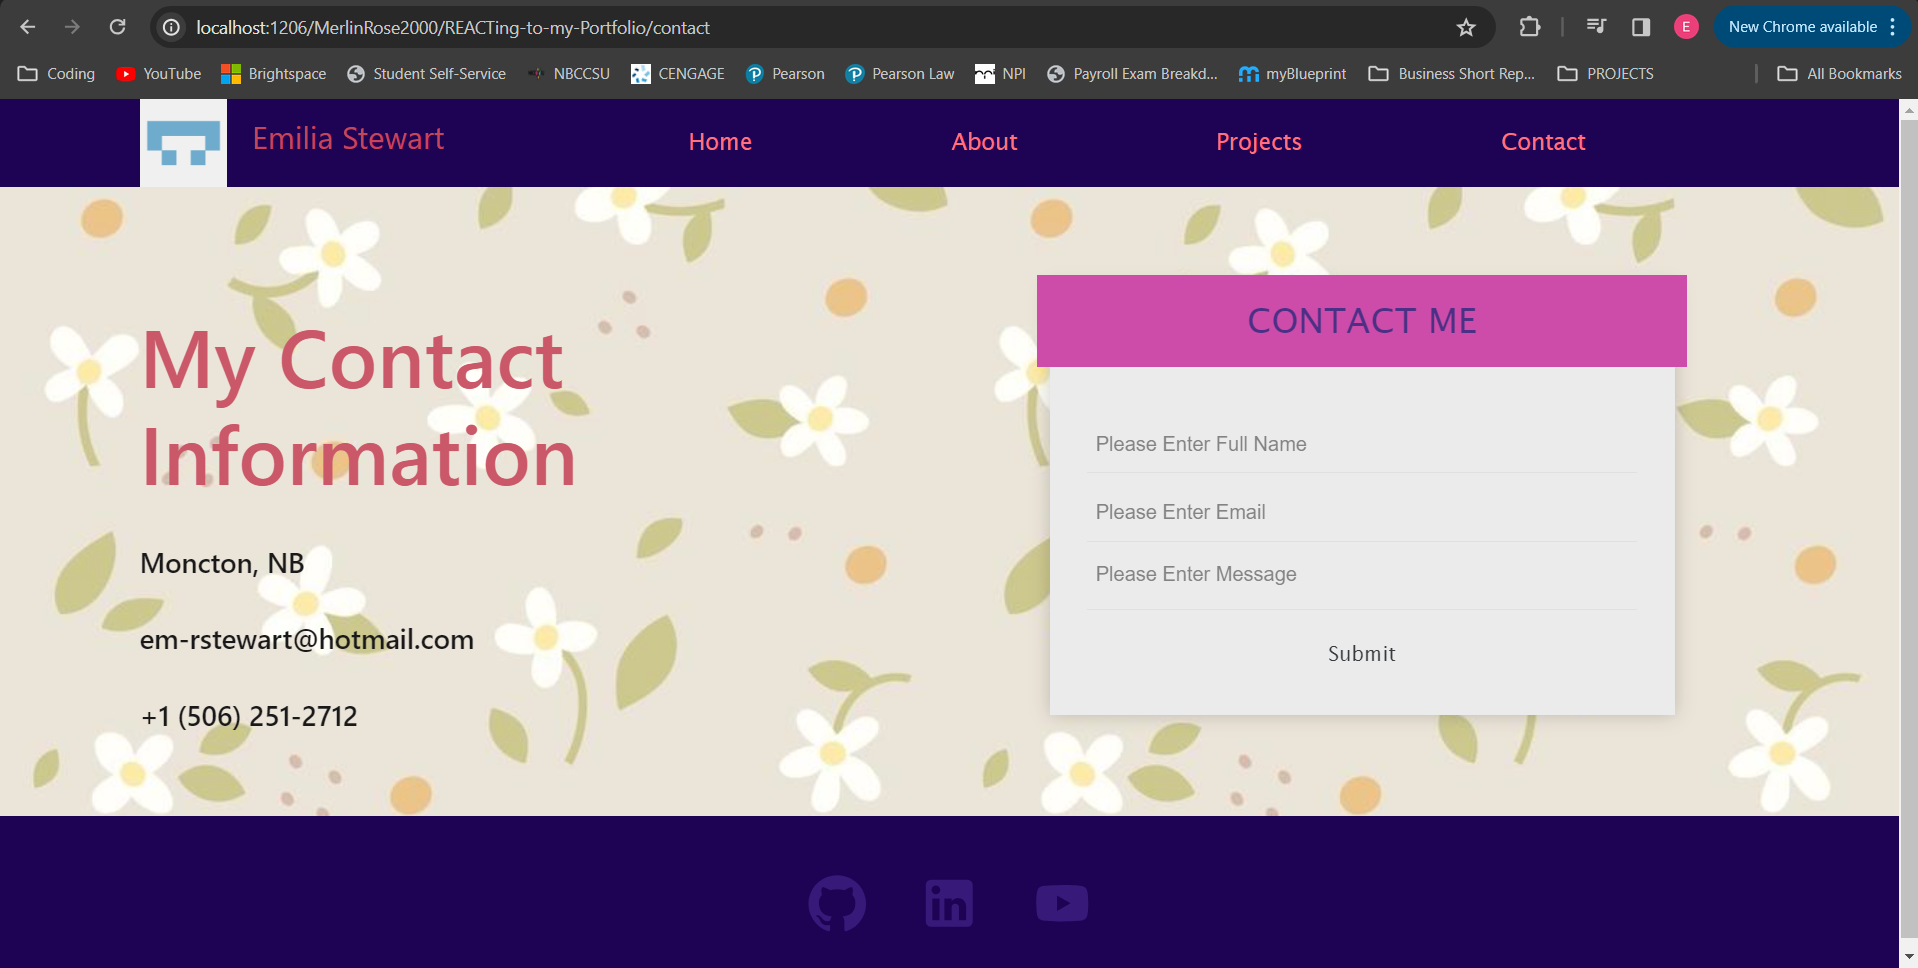 localhost:1206/MerlinRose2000/REACTing-to-my-Portfolio/contact
E
New Chrome available
Coding
YouTube
Brightspace
Student Self-Service
NBCCSU
CENGAGE
Pearson
Pearson Law
NPI
Payroll Exam Breakd...
myBlueprint
Business Short Rep...
PROJECTS
All Bookmarks
Emilia Stewart
Home
About
Projects
Contact
My Contact
Information
Moncton, NB
em-rstewart@hotmail.com
+1 (506) 251-2712
CONTACT ME
Please Enter Full Name
Please Enter Email
Please Enter Message
Submit
in